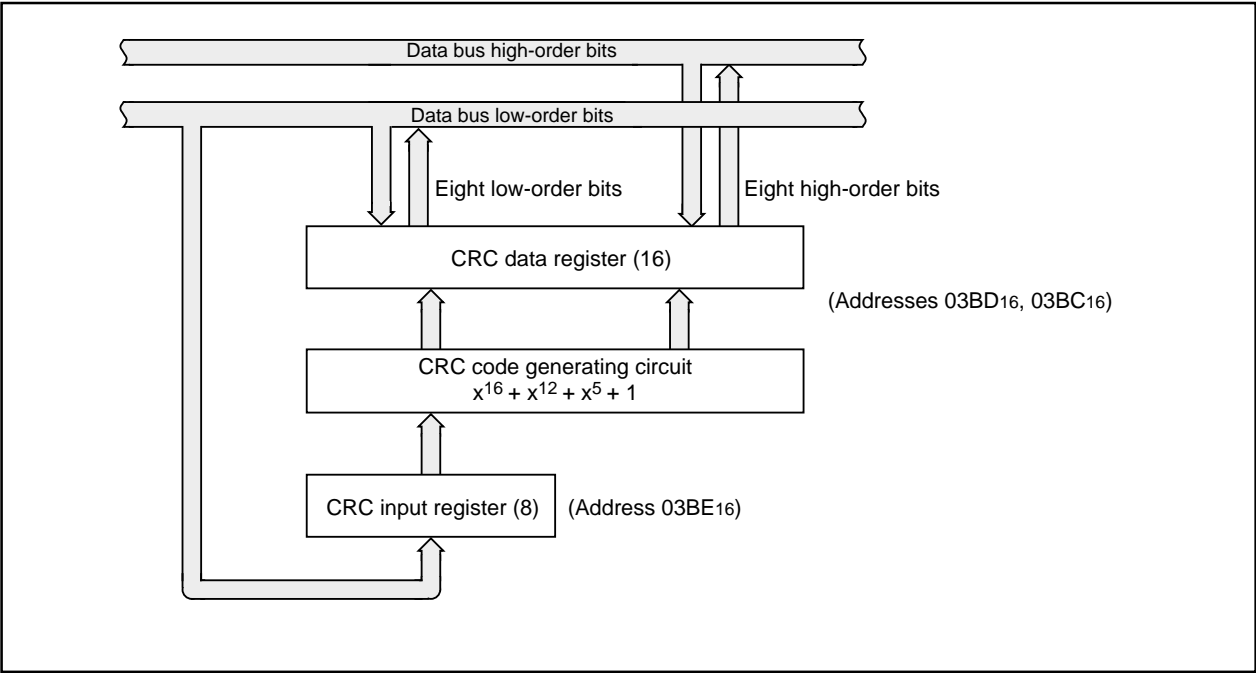 Data bus high-order bits
Data bus low-order bits
Eight low-order bits
Eight high-order bits
CRC data register (16)
(Addresses 03BD16, 03BC16)
CRC code generating circuit
x16 + x12 + x5 + 1
CRC input register (8)
(Address 03BE16)